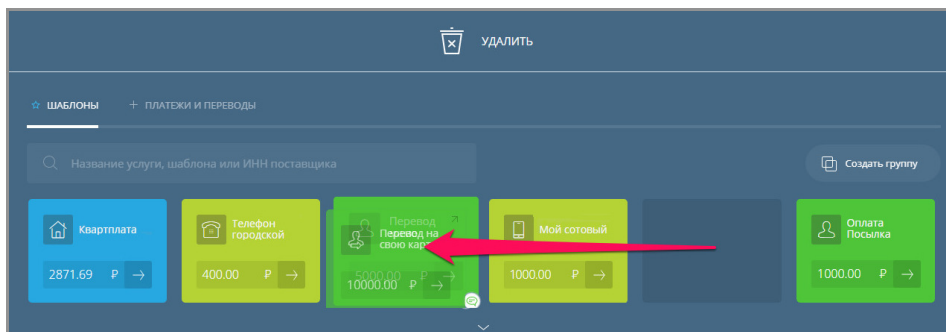 УДАЛИТЬ
ШАБЛОНЫ
ПЛАТЕЖИ И ПЕРЕВОДЫ
Название услуги, шаблона или ИНН поставщика
Создать группу
Квартплата
2871.69 ₽
Телефон
городской
400.00 ₽
Перевод
Перевод на
свою карт
5000.00 ₽
10000.00 ₽
Мой сотовый
1000.00 ₽
Оплата
Посылка
1000.00 ₽